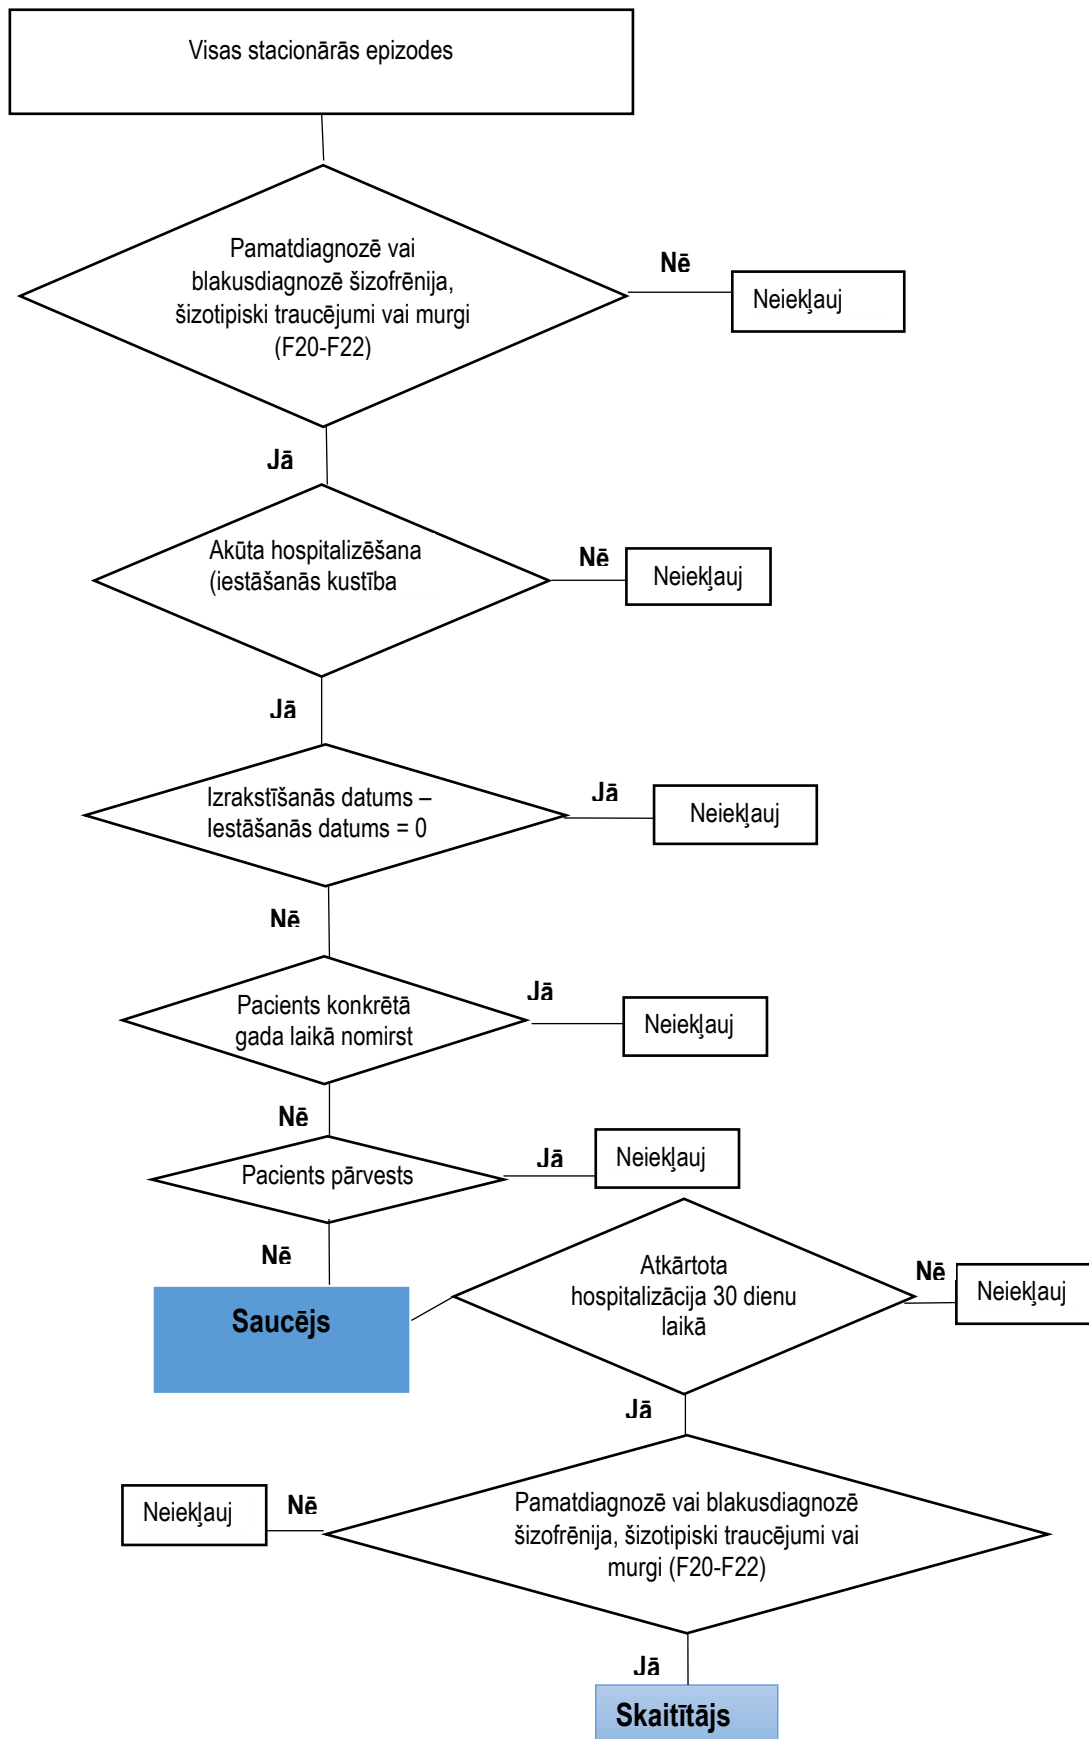 Visas stacionārās epizodes
Pamatdiagnozē vai
blakusdiagnozē šizofrēnija,
šizotipiski traucējumi vai murgi
(F20-F22)
Nē
Neiekļauj
Jā
Akūta hospitalizēšana
(iestāšanās kustība
Nē
Neiekļauj
Jā
Izrakstīšanās datums –
Iestāšanās datums = 0
Jā
Neiekļauj
Nē
Pacients konkrētā
gada laikā nomirst
Jā
Neiekļauj
Nē
Pacients pārvests
Jā
Neiekļauj
Nē
Saucējs
Atkārtota
hospitalizācija 30 dienu
laikā
Nē
Neiekļauj
Jā
Pamatdiagnozē vai blakusdiagnozē
šizofrēnija, šizotipiski traucējumi vai
murgi (F20-F22)
Nē
Neiekļauj
Jā
Skaitītājs